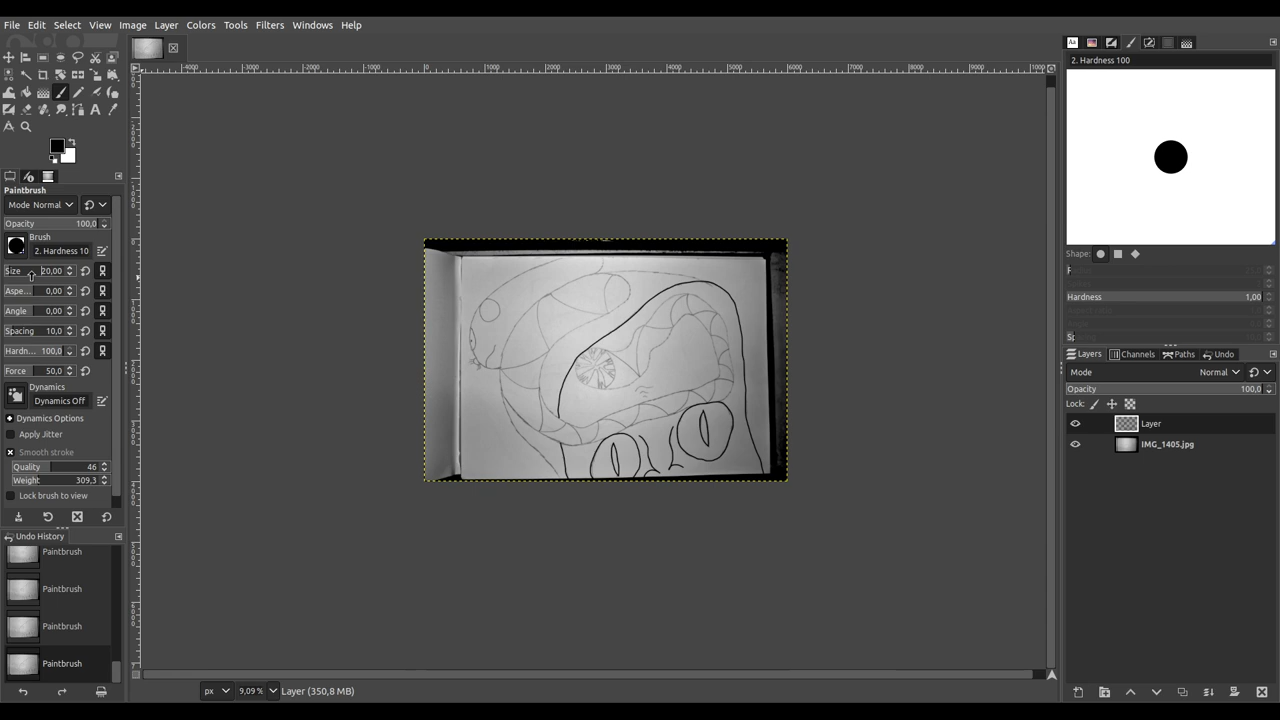 File Edit Select View Image Layer Colors Tools Filters Windows Help
2. Hardness 100
Paintbrush
Mode Normal
Opacity 100,0
Brush
2. Hardness 10
Size 20,00
Aspe... 0,00
Angle 0,00
Spacing 10,0
Hardn... 100,0
Force 50,0
Dynamics
Dynamics Off
Dynamics Options
Apply Jitter
Smooth stroke
Quality 46
Weight 309,3
Lock brush to view
Undo History
Paintbrush
Paintbrush
Paintbrush
Paintbrush
px 9,09 % Layer (350,8 MB)
Shape:
Hardness 1,00
Layers Channels Paths Undo
Mode Normal
Opacity 100,0
Lock:
Layer
IMG_1405.jpg